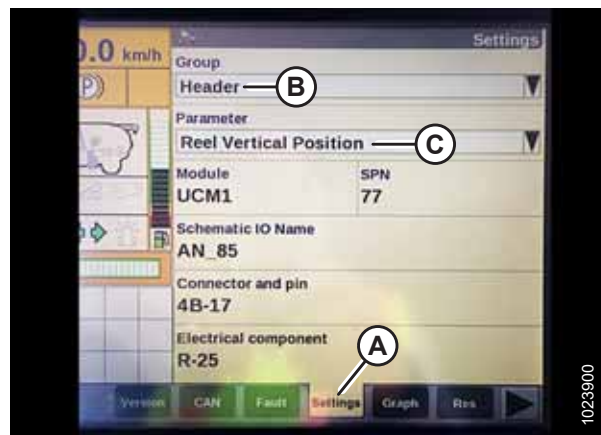 0.0 km/h
Settings
Group
Header
B
Parameter
Reel Vertical Position
C
Module SPN
UCM1 77
Schematic IO Name
AN_85
Connector and pin
4B-17
Electrical component
R-25
A
Version CAN Fault Settings Graph Res
1023900